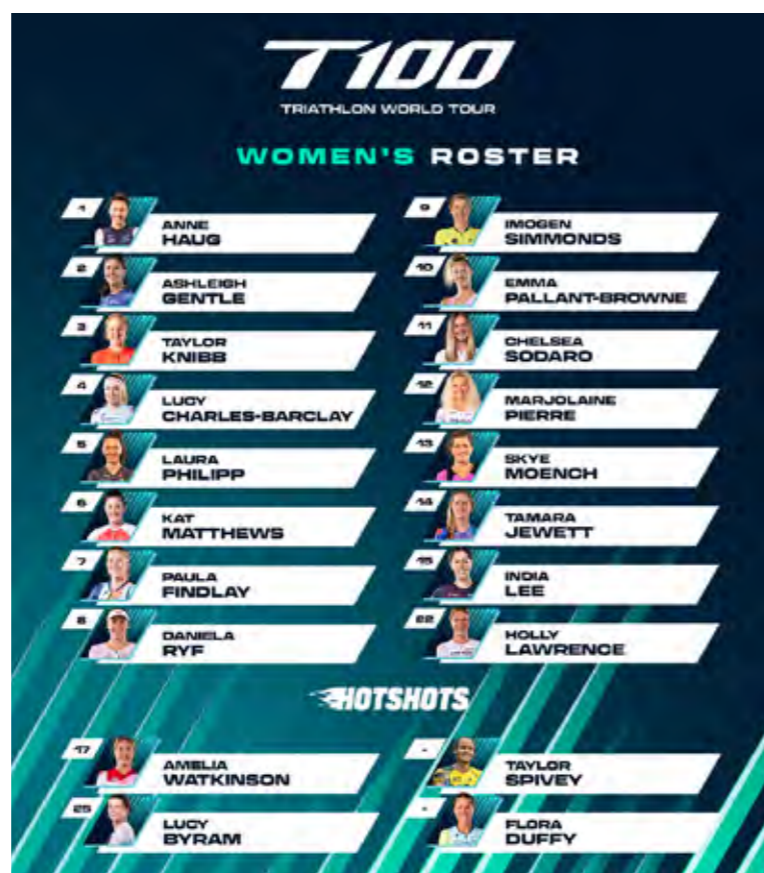 T100
TRIATHLON WORLD TOUR
WOMEN'S ROSTER
1
ANNE
HAUG
2
ASHLEIGH
GENTLE
3
TAYLOR
KNIBB
4
LUCY
CHARLES-BARCLAY
5
LAURA
PHILIPP
6
KAT
MATTHEWS
7
PAULA
FINDLAY
8
DANIELA
RYF
9
IMOGEN
SIMMONDS
10
EMMA
PALLANT-BROWNE
11
CHELSEA
SODARO
12
MARJOLAINE
PIERRE
13
SKYE
MOENCH
14
TAMARA
JEWETT
15
INDIA
LEE
22
HOLLY
LAWRENCE
HOTSHOTS
17
AMELIA
WATKINSON
25
LUCY
BYRAM
-
TAYLOR
SPIVEY
-
FLORA
DUFFY